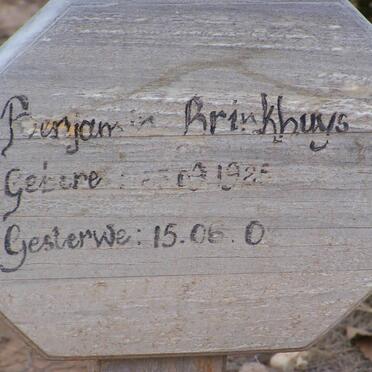 Benjamin Brinkhuys
Gebore :
Gesterwe: 15.06.0